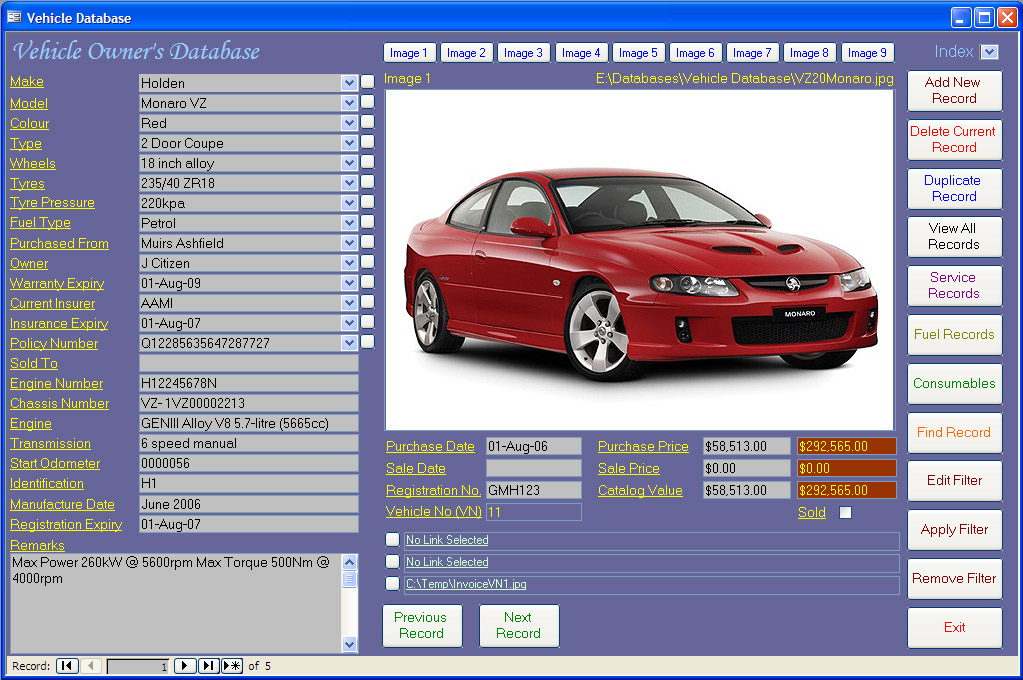 Vehicle Database
Vehicle Owner's Database
Image 1 Image 2 Image 3 Image 4 Image 5 Image 6 Image 7 Image 8 Image 9
Index
Image 1 E:\Databases\Vehicle Database\VZ20Monaro.jpg
Make Holden
Model Monaro VZ
Colour Red
Type 2 Door Coupe
Wheels 18 inch alloy
Tyres 235/40 ZR18
Tyre Pressure 220kpa
Fuel Type Petrol
Purchased From Muirs Ashfield
Owner J Citizen
Warranty Expiry 01-Aug-09
Current Insurer AAMI
Insurance Expiry 01-Aug-07
Policy Number Q12285635647287727
Sold To
Engine Number H12245678N
Chassis Number VZ-1VZ00002213
Engine GENIII Alloy V8 5.7-litre (5665cc)
Transmission 6 speed manual
Start Odometer 0000056
Identification H1
Manufacture Date June 2006
Registration Expiry 01-Aug-07
Remarks
Max Power 260kW @ 5600rpm Max Torque 500Nm @
4000rpm
MONARO
Purchase Date 01-Aug-06 Purchase Price $58,513.00 $292,565.00
Sale Date Sale Price $0.00 $0.00
Registration No. GMH123 Catalog Value $58,513.00 $292,565.00
Vehicle No (VN) 11 Sold
No Link Selected
No Link Selected
C:\Temp\InvoiceVN1.jpg
Previous
Record
Next
Record
Add New
Record
Delete Current
Record
Duplicate
Record
View All
Records
Service
Records
Fuel Records
Consumables
Find Record
Edit Filter
Apply Filter
Remove Filter
Exit
Record: 1 of 5